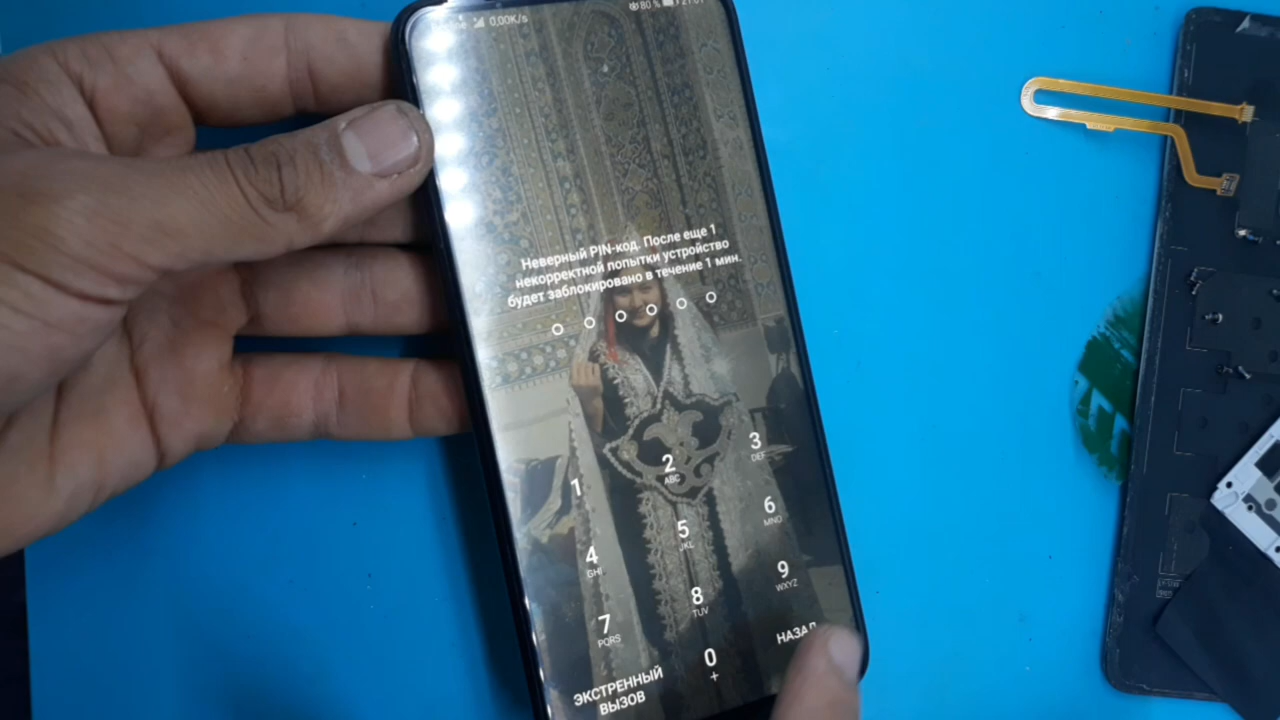 0,00K/s
80 %
21:01
Неверный PIN-код. После еще 1
некорректной попытки устройство
будет заблокировано в течение 1 мин.
1
2
ABC
3
DEF
4
GHI
5
JKL
6
MNO
7
PQRS
8
TUV
9
WXYZ
ЭКСТРЕННЫЙ
ВЫЗОВ
0
+
НАЗАД